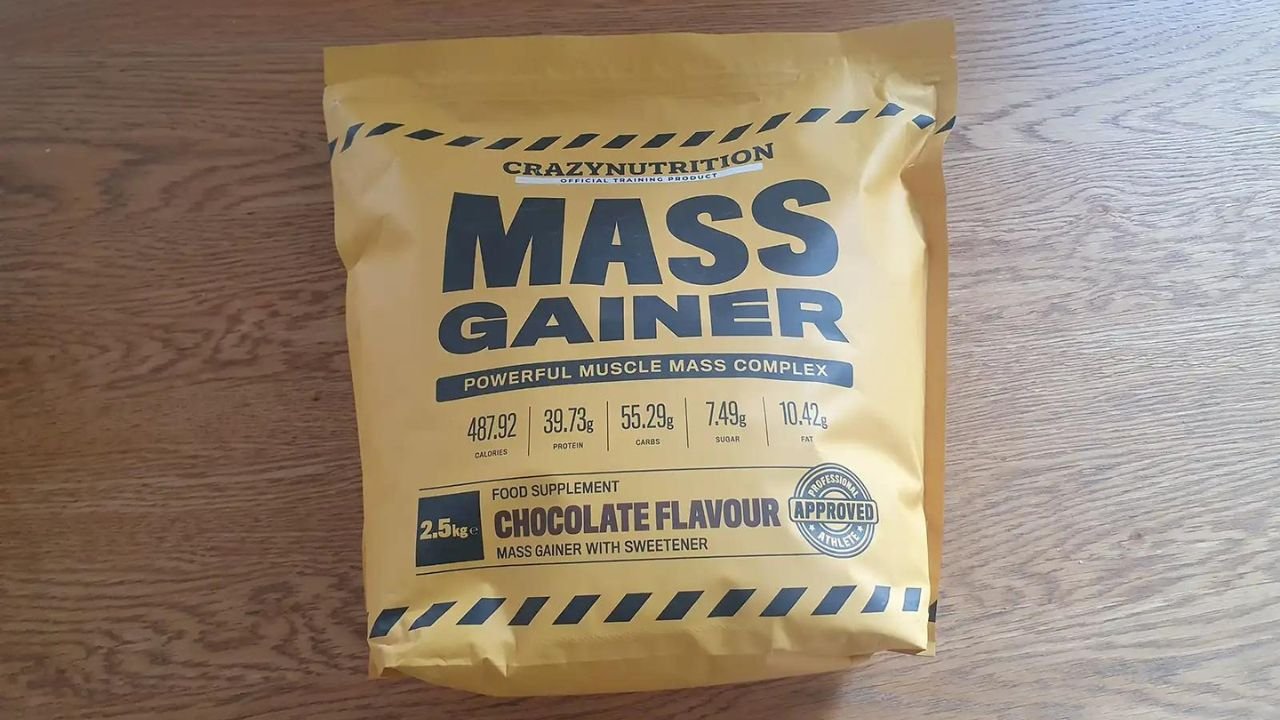 CRAZYNUTRITION
OFFICIAL TRAINING PRODUCT
MASS
GAINER
POWERFUL MUSCLE MASS COMPLEX
487.92 39.73g 55.29g 7.49g 10.42g
CALORIES PROTEIN CARBS SUGAR FAT
2.5kg e
FOOD SUPPLEMENT
CHOCOLATE FLAVOUR
MASS GAINER WITH SWEETENER
PROFESSIONAL
APPROVED
ATHLETE